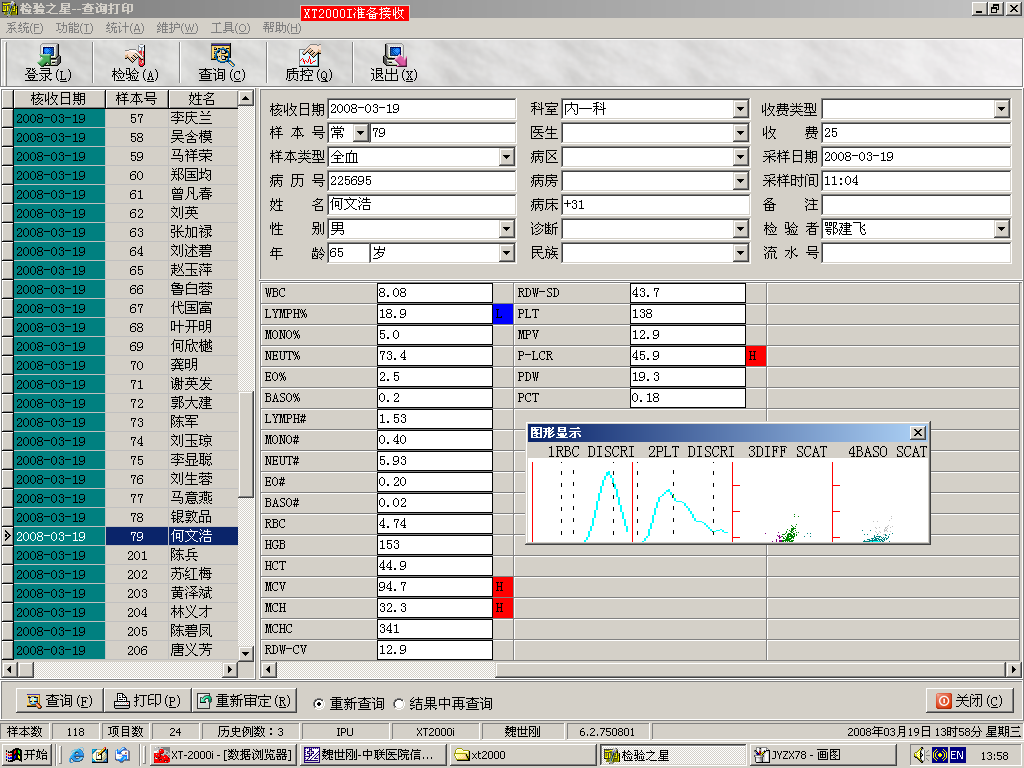 检验之星--查询打印
XT2000I准备接收
系统(I) 功能(T) 统计(A) 维护(W) 工具(O) 帮助(H)
登录(L) 检验(A) 查询(C) 质控(Q) 退出(X)
核收日期 样本号 姓名
2008-03-19 57 李庆兰
2008-03-19 58 吴含模
2008-03-19 59 马祥荣
2008-03-19 60 郑国均
2008-03-19 61 曾凡春
2008-03-19 62 刘英
2008-03-19 63 张加禄
2008-03-19 64 刘述碧
2008-03-19 65 赵玉萍
2008-03-19 66 鲁白蓉
2008-03-19 67 代国富
2008-03-19 68 叶开明
2008-03-19 69 何欣樾
2008-03-19 70 龚明
2008-03-19 71 谢英发
2008-03-19 72 郭大建
2008-03-19 73 陈军
2008-03-19 74 刘玉琼
2008-03-19 75 李显聪
2008-03-19 76 刘生蓉
2008-03-19 77 马意燕
2008-03-19 78 银敦品
2008-03-19 79 何文浩
2008-03-19 201 陈兵
2008-03-19 202 苏红梅
2008-03-19 203 黄泽斌
2008-03-19 204 林义才
2008-03-19 205 陈碧凤
2008-03-19 206 唐义芳
核收日期 2008-03-19 科室 内一科 收费类型
样本号 常 79 医生 收费 25
样本类型 全血 病区 采样日期 2008-03-19
病历号 225695 病房 采样时间 11:04
姓名 何文浩 病床 +31 备注
性别 男 诊断 检验者 鄂建飞
年龄 65 岁 民族 流水号
WBC 8.08 RDW-SD 43.7
LYMPH% 18.9 PLT 138
MONO% 5.0 MPV 12.9
NEUT% 73.4 P-LCR 45.9 H
EO% 2.5 PDW 19.3
BASO% 0.2 PCT 0.18
LYMPH# 1.53
MONO# 0.40
NEUT# 5.93
EO# 0.20
BASO# 0.02
RBC 4.74
HGB 153
HCT 44.9
MCV 94.7 H
MCH 32.3 H
MCHC 341
RDW-CV 12.9
图形显示
1RBC DISCRI 2PLT DISCRI 3DIFF SCAT 4BASO SCAT
查询(F) 打印(P) 重新审定(R) 重新查询 结果中再查询 关闭(C)
样本数 118 项目数 24 历史例数：3 IPU XT2000i 魏世刚 6.2.750801 2008年03月19日 13时58分 星期三
开始 XT-2000i - [数据浏览器] 魏世刚-中联医院信... xt2000 检验之星 JYZX78 - 画图 EN 13:58